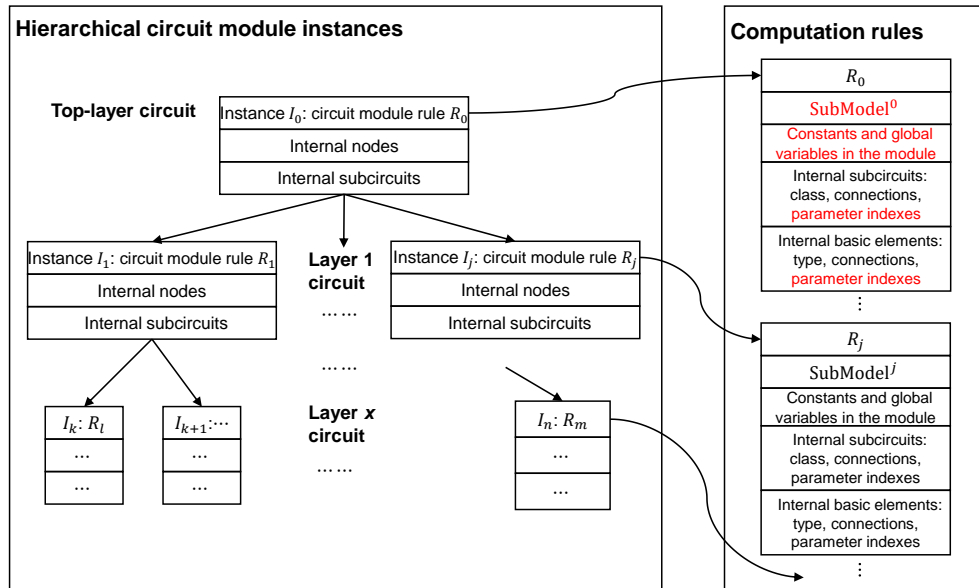 Hierarchical circuit module instances
Top-layer circuit
Instance I₀: circuit module rule R₀
Internal nodes
Internal subcircuits
Instance I₁: circuit module rule R₁
Internal nodes
Internal subcircuits
Layer 1
circuit
... ...
Instance Iⱼ: circuit module rule Rⱼ
Internal nodes
Internal subcircuits
... ...
Iₖ: Rₗ
...
...
Iₖ₊₁: ...
...
...
Layer x
circuit
... ...
Iₙ: Rₘ
...
...
Computation rules
R₀
SubModel⁰
Constants and global
variables in the module
Internal subcircuits:
class, connections,
parameter indexes
Internal basic elements:
type, connections,
parameter indexes
⋮
Rⱼ
SubModelʲ
Constants and global
variables in the module
Internal subcircuits:
class, connections,
parameter indexes
Internal basic elements:
type, connections,
parameter indexes
⋮